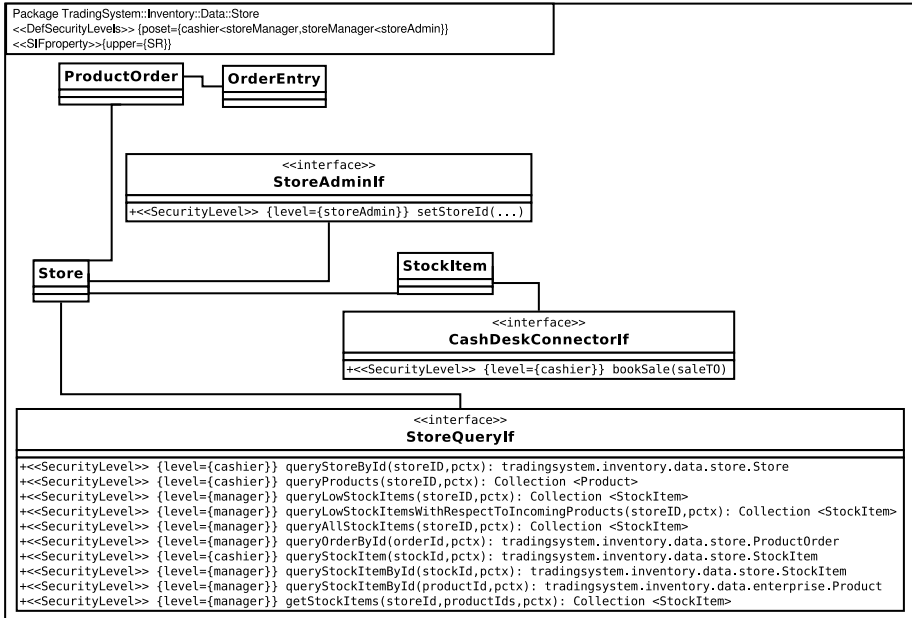 Package TradingSystem::Inventory::Data::Store
<<DefSecurityLevels>> {poset={cashier<storeManager,storeManager<storeAdmin}}
<<SIFproperty>>{upper={SR}}
ProductOrder
OrderEntry
<<interface>>
StoreAdminIf
+<<SecurityLevel>> {level={storeAdmin}} setStoreId(...)
Store
StockItem
<<interface>>
CashDeskConnectorIf
+<<SecurityLevel>> {level={cashier}} bookSale(saleTO)
<<interface>>
StoreQueryIf
+<<SecurityLevel>> {level={cashier}} queryStoreById(storeID,pctx): tradingsystem.inventory.data.store.Store
+<<SecurityLevel>> {level={cashier}} queryProducts(storeID,pctx): Collection <Product>
+<<SecurityLevel>> {level={manager}} queryLowStockItems(storeID,pctx): Collection <StockItem>
+<<SecurityLevel>> {level={manager}} queryLowStockItemsWithRespectToIncomingProducts(storeID,pctx): Collection <StockItem>
+<<SecurityLevel>> {level={manager}} queryAllStockItems(storeID,pctx): Collection <StockItem>
+<<SecurityLevel>> {level={manager}} queryOrderById(orderId,pctx): tradingsystem.inventory.data.store.ProductOrder
+<<SecurityLevel>> {level={cashier}} queryStockItem(stockId,pctx): tradingsystem.inventory.data.store.StockItem
+<<SecurityLevel>> {level={manager}} queryStockItemById(stockId,pctx): tradingsystem.inventory.data.store.StockItem
+<<SecurityLevel>> {level={manager}} queryStockItemById(productId,pctx): tradingsystem.inventory.data.enterprise.Product
+<<SecurityLevel>> {level={manager}} getStockItems(storeId,productIds,pctx): Collection <StockItem>